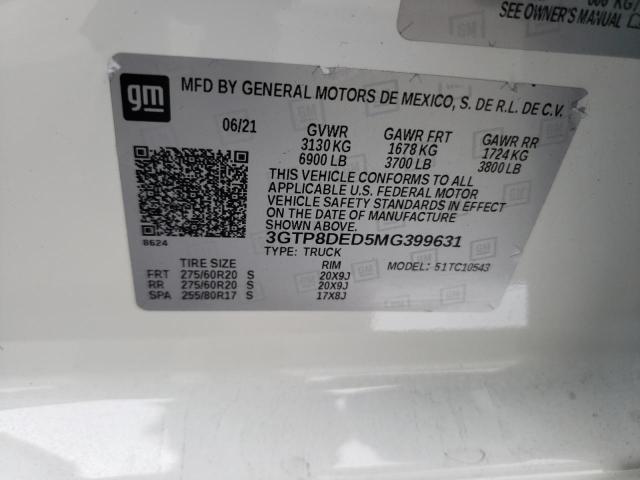 SEE OWNER'S MANUAL
gm
MFD BY GENERAL MOTORS DE MEXICO, S. DE R.L. DE C.V.
06/21 GVWR GAWR FRT GAWR RR
3130 KG 1678 KG 1724 KG
6900 LB 3700 LB 3800 LB
THIS VEHICLE CONFORMS TO ALL
APPLICABLE U.S. FEDERAL MOTOR
VEHICLE SAFETY STANDARDS IN EFFECT
ON THE DATE OF MANUFACTURE
SHOWN ABOVE.
3GTP8DED5MG399631
8624
TYPE: TRUCK
TIRE SIZE RIM MODEL: 51TC10543
FRT 275/60R20 S 20X9J
RR 275/60R20 S 20X9J
SPA 255/80R17 S 17X8J